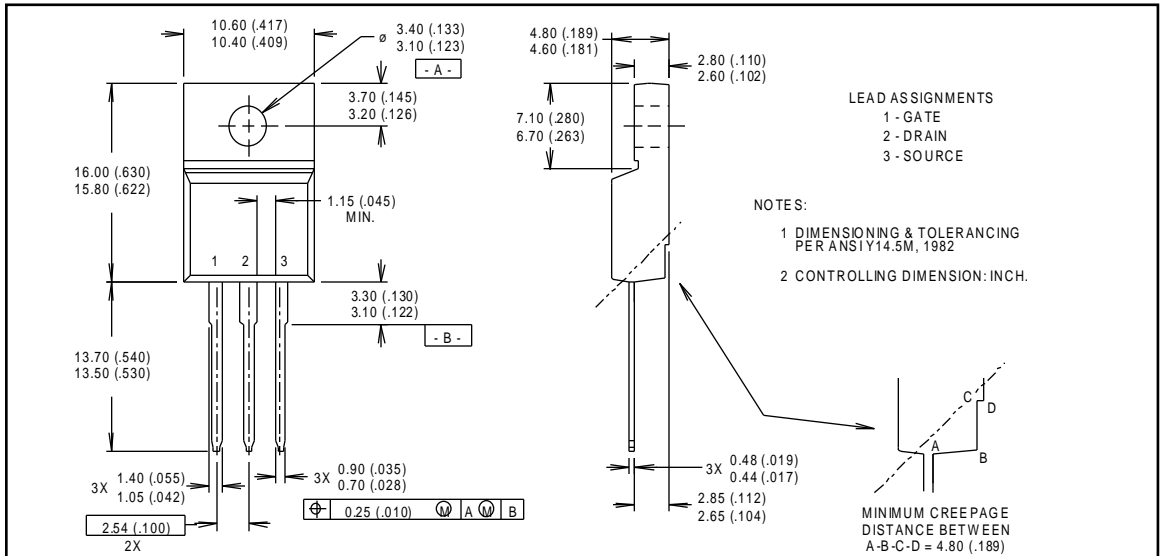 10.60 (.417)
10.40 (.409)
ø 3.40 (.133)
3.10 (.123)
- A -
3.70 (.145)
3.20 (.126)
16.00 (.630)
15.80 (.622)
1.15 (.045)
MIN.
1 2 3
3.30 (.130)
3.10 (.122)
- B -
13.70 (.540)
13.50 (.530)
3X 1.40 (.055)
1.05 (.042)
3X 0.90 (.035)
0.70 (.028)
⌖ 0.25 (.010) Ⓜ A Ⓜ B
2.54 (.100)
2X
4.80 (.189)
4.60 (.181)
2.80 (.110)
2.60 (.102)
7.10 (.280)
6.70 (.263)
LEAD ASSIGNMENTS
1 - GATE
2 - DRAIN
3 - SOURCE
NOTES:
1 DIMENSIONING & TOLERANCING
PER ANSI Y14.5M, 1982
2 CONTROLLING DIMENSION: INCH.
C
D
A
B
3X 0.48 (.019)
0.44 (.017)
2.85 (.112)
2.65 (.104)
MINIMUM CREEPAGE
DISTANCE BETWEEN
A-B-C-D = 4.80 (.189)